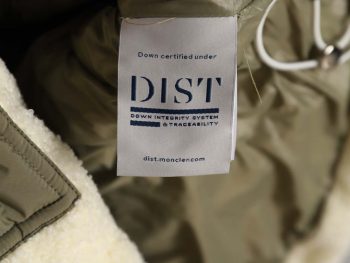 Down certified under
DIST
DOWN INTEGRITY SYSTEM
& TRACEABILITY
dist.moncler.com